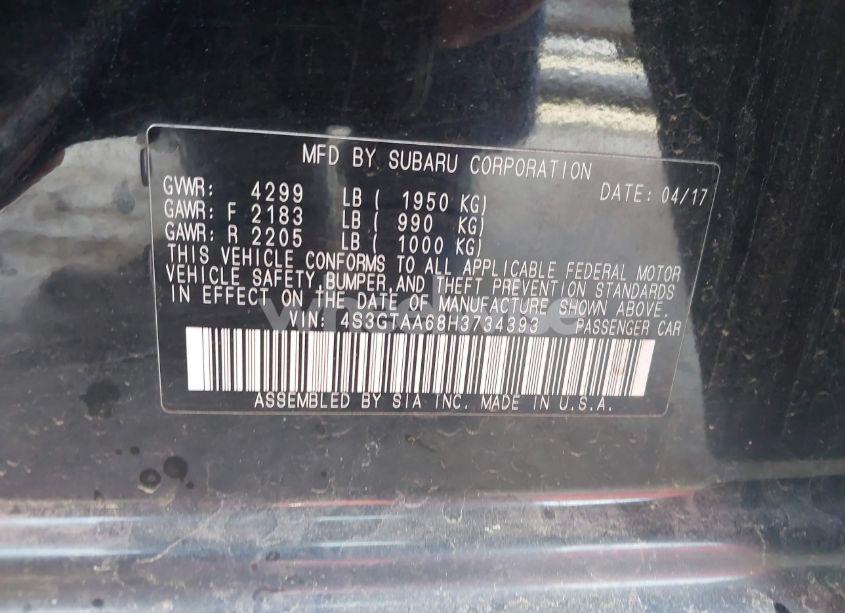 MFD BY SUBARU CORPORATION
GVWR: 4299 LB ( 1950 KG) DATE: 04/17
GAWR: F 2183 LB ( 990 KG)
GAWR: R 2205 LB ( 1000 KG)
THIS VEHICLE CONFORMS TO ALL APPLICABLE FEDERAL MOTOR
VEHICLE SAFETY,BUMPER,AND THEFT PREVENTION STANDARDS
IN EFFECT ON THE DATE OF MANUFACTURE SHOWN ABOVE.
VIN: 4S3GTAA68H3734393 PASSENGER CAR
ASSEMBLED BY SIA INC. MADE IN U.S.A.